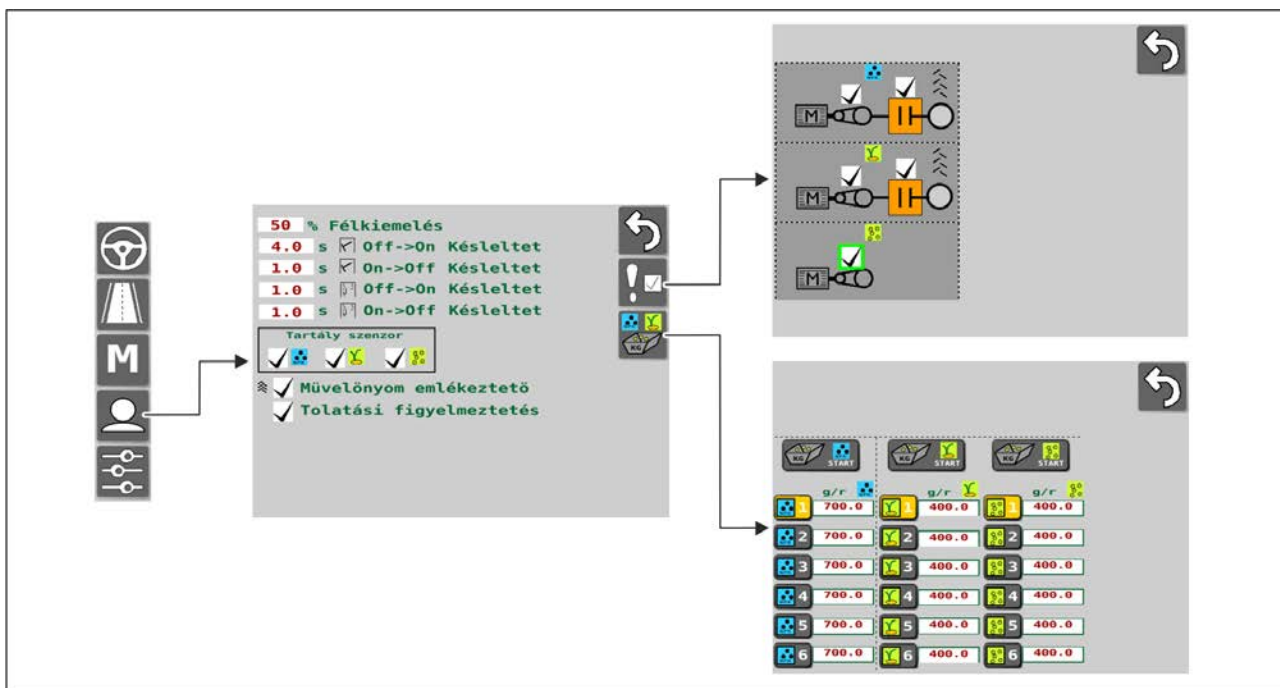 M
50 % Félkiemelés
4.0 s Off->On Késleltet
1.0 s On->Off Késleltet
1.0 s Off->On Késleltet
1.0 s On->Off Késleltet
Tartály szenzor
Müvelönyom emlékeztetö
Tolatási figyelmeztetés
!
KG
M
M
M
KG START KG START KG START
g/r g/r g/r
1 700.0 1 400.0 1 400.0
2 700.0 2 400.0 2 400.0
3 700.0 3 400.0 3 400.0
4 700.0 4 400.0 4 400.0
5 700.0 5 400.0 5 400.0
6 700.0 6 400.0 6 400.0